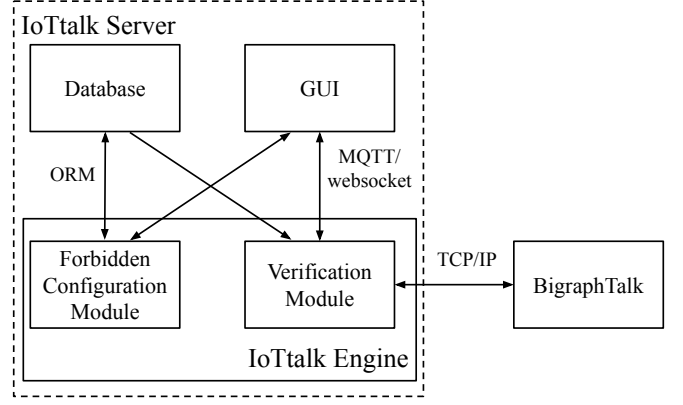 IoTtalk Server
Database
GUI
ORM
MQTT/
websocket
Forbidden
Configuration
Module
Verification
Module
TCP/IP
BigraphTalk
IoTtalk Engine